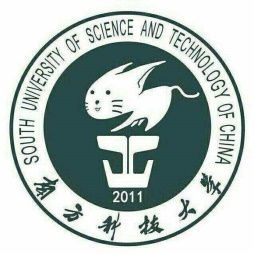 SOUTH UNIVERSITY OF SCIENCE AND TECHNOLOGY OF CHINA
2011
南方科技大学